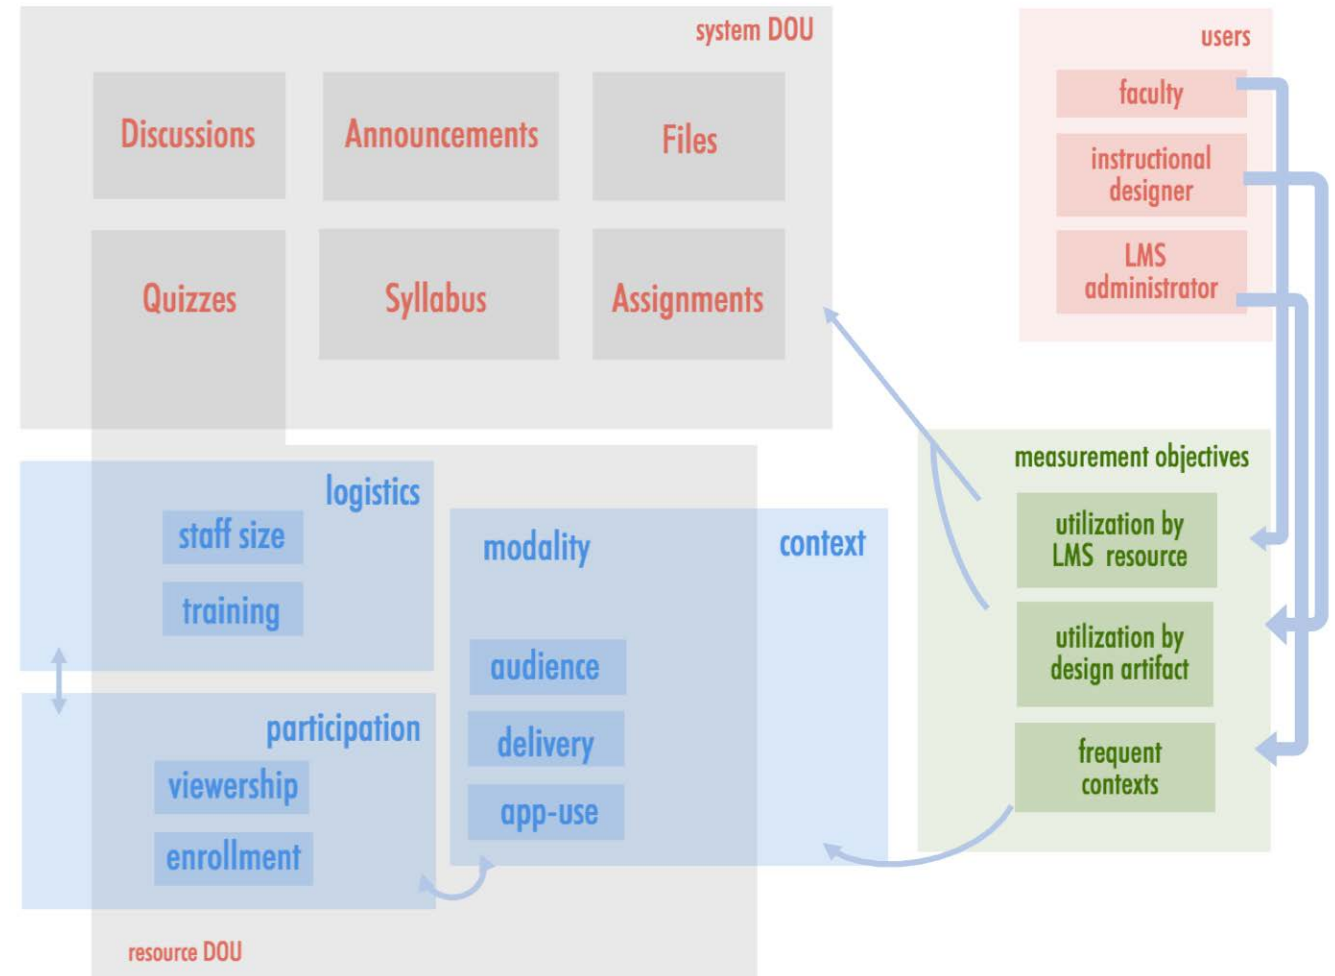 system DOU
Discussions
Announcements
Files
Quizzes
Syllabus
Assignments
users
faculty
instructional
designer
LMS
administrator
logistics
staff size
training
participation
viewership
enrollment
modality
context
audience
delivery
app-use
resource DOU
measurement objectives
utilization by
LMS resource
utilization by
design artifact
frequent
contexts